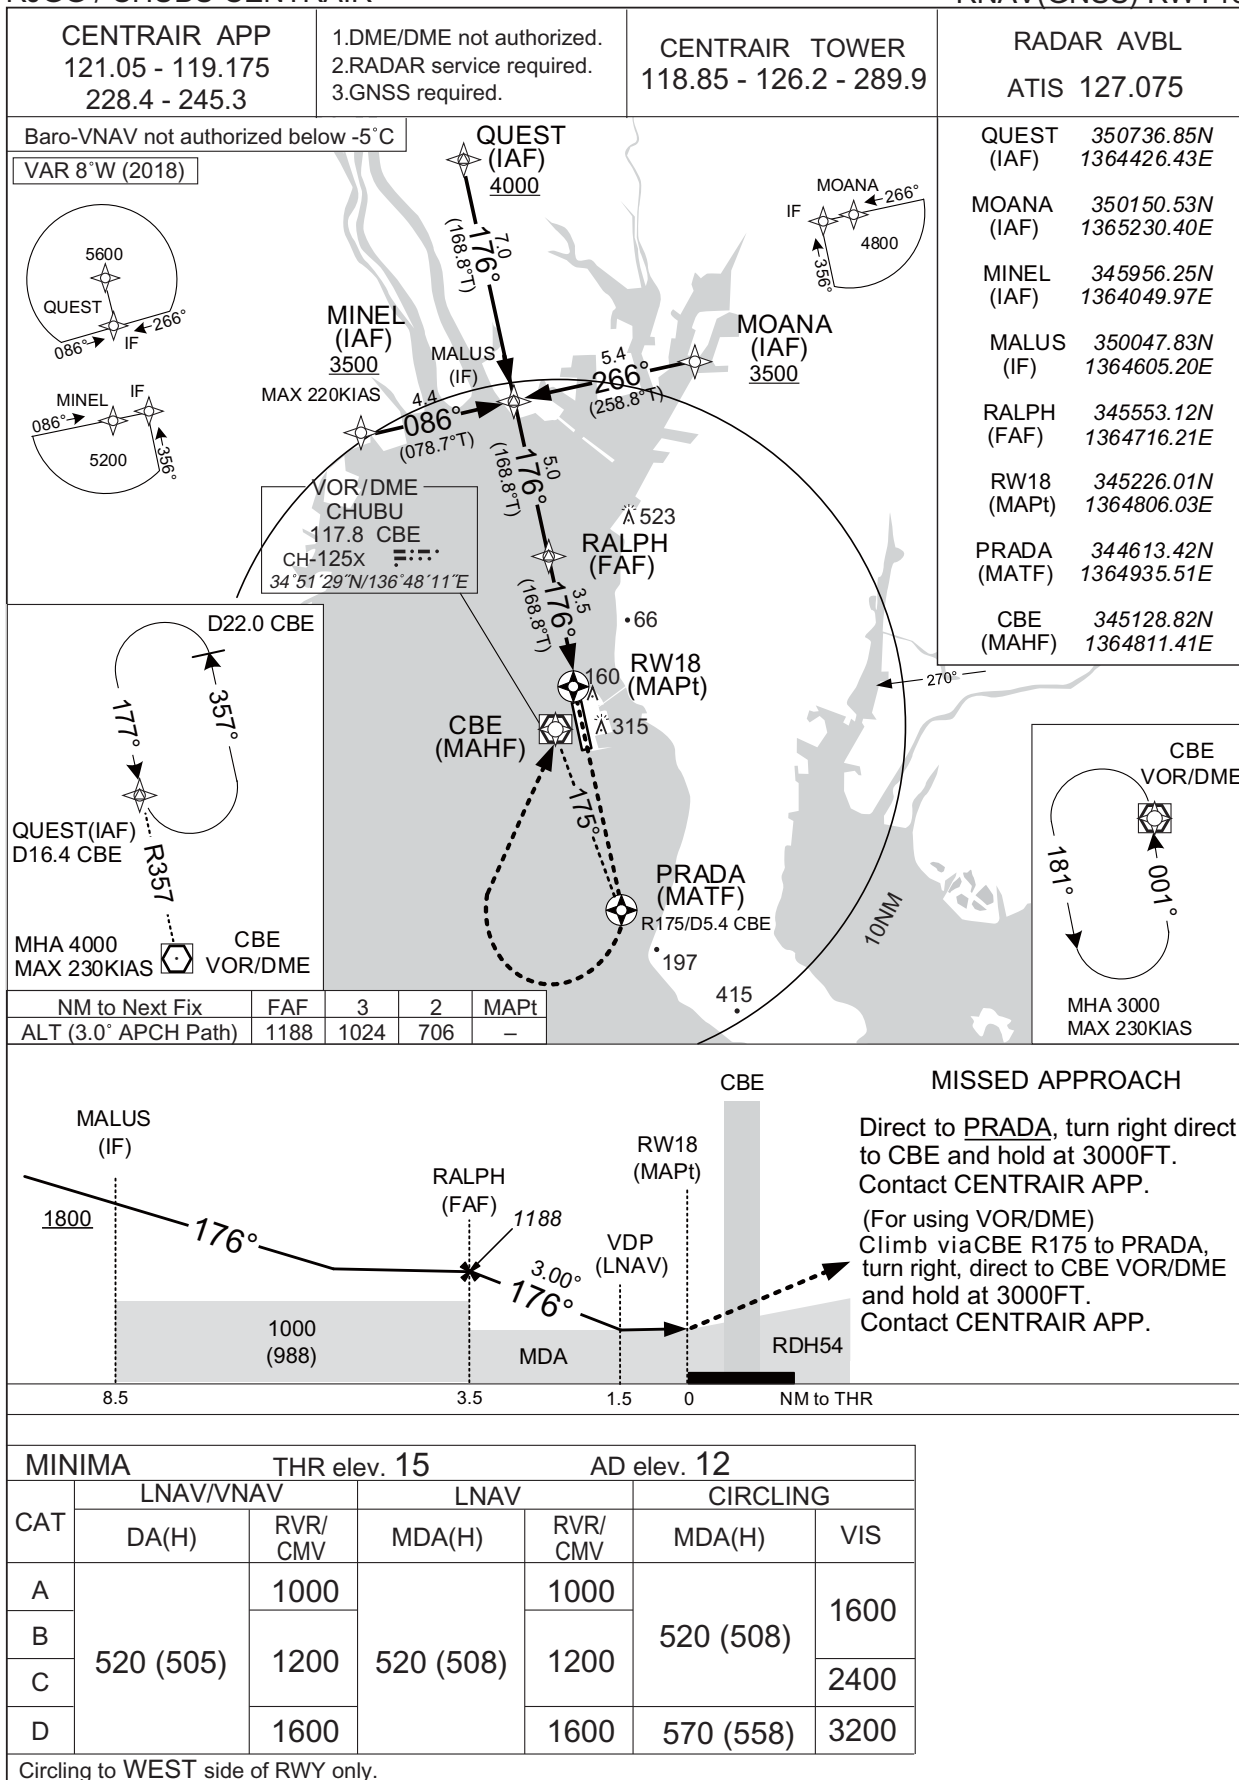 CENTRAIR APP
121.05 - 119.175
228.4 - 245.3
1.DME/DME not authorized.
2.RADAR service required.
3.GNSS required.
CENTRAIR TOWER
118.85 - 126.2 - 289.9
RADAR AVBL
ATIS 127.075
Baro-VNAV not authorized below -5˚C
VAR 8˚W (2018)
5600
QUEST
086°
IF
266°
MINEL
IF
086°
5200
356°
QUEST
(IAF)
4000
7.0
176°
(168.8°T)
MOANA
266°
IF
4800
356°
MINEL
(IAF)
3500
MAX 220KIAS
MALUS
(IF)
4.4
086°
(078.7°T)
MOANA
(IAF)
3500
5.4
266°
(258.8°T)
5.0
176°
(168.8°T)
VOR/DME
CHUBU
117.8 CBE
CH-125X
34˚51´29˝N/136˚48´11˝E
523
RALPH
(FAF)
3.5
176°
(168.8°T)
66
RW18
(MAPt)
160
315
CBE
(MAHF)
175°
PRADA
(MATF)
R175/D5.4 CBE
197
415
10NM
270°
QUEST 350736.85N
(IAF) 1364426.43E
MOANA 350150.53N
(IAF) 1365230.40E
MINEL 345956.25N
(IAF) 1364049.97E
MALUS 350047.83N
(IF) 1364605.20E
RALPH 345553.12N
(FAF) 1364716.21E
RW18 345226.01N
(MAPt) 1364806.03E
PRADA 344613.42N
(MATF) 1364935.51E
CBE 345128.82N
(MAHF) 1364811.41E
D22.0 CBE
177°
357°
QUEST(IAF)
D16.4 CBE
R357
MHA 4000
MAX 230KIAS
CBE
VOR/DME
CBE
VOR/DME
181°
001°
MHA 3000
MAX 230KIAS
NM to Next Fix FAF 3 2 MAPt
ALT (3.0˚ APCH Path) 1188 1024 706 –
MALUS
(IF)
1800
176°
RALPH
(FAF)
1188
3.00°
176°
VDP
(LNAV)
RW18
(MAPt)
CBE
1000
(988)
MDA
RDH54
8.5 3.5 1.5 0 NM to THR
MISSED APPROACH
Direct to PRADA, turn right direct
to CBE and hold at 3000FT.
Contact CENTRAIR APP.
(For using VOR/DME)
Climb viaCBE R175 to PRADA,
turn right, direct to CBE VOR/DME
and hold at 3000FT.
Contact CENTRAIR APP.
MINIMA THR elev. 15 AD elev. 12
CAT LNAV/VNAV LNAV CIRCLING
DA(H) RVR/CMV MDA(H) RVR/CMV MDA(H) VIS
A 520 (505) 1000 520 (508) 1000 520 (508) 1600
B 1200 1200
C 2400
D 1600 1600 570 (558) 3200
Circling to WEST side of RWY only.